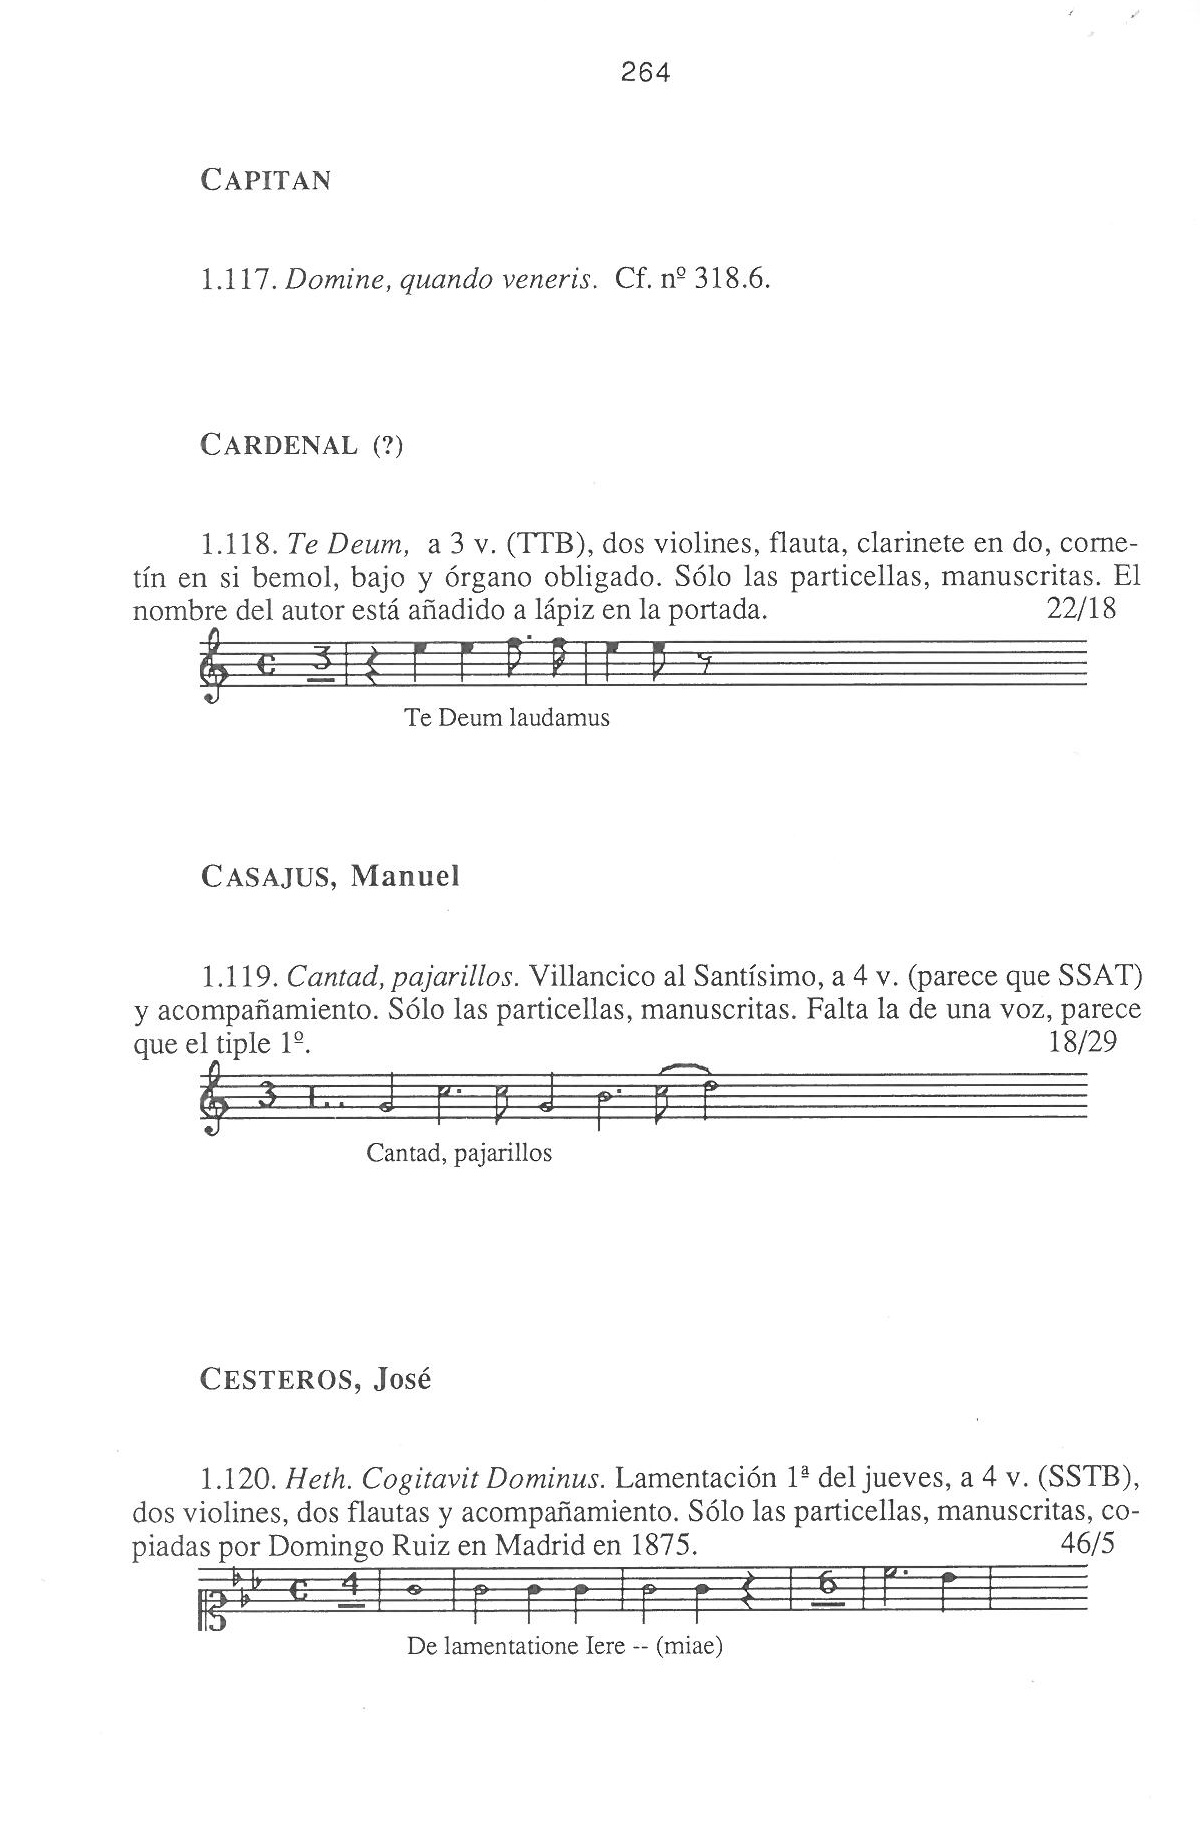 264
CAPITAN
1.117. Domine, quando veneris. Cf. nº 318.6.
CARDENAL (?)
1.118. Te Deum, a 3 v. (TTB), dos violines, flauta, clarinete en do, corne-
tín en si bemol, bajo y órgano obligado. Sólo las particellas, manuscritas. El
nombre del autor está añadido a lápiz en la portada. 22/18
3
Te Deum laudamus
CASAJUS, Manuel
1.119. Cantad, pajarillos. Villancico al Santísimo, a 4 v. (parece que SSAT)
y acompañamiento. Sólo las particellas, manuscritas. Falta la de una voz, parece
que el tiple 1º. 18/29
3
Cantad, pajarillos
CESTEROS, José
1.120. Heth. Cogitavit Dominus. Lamentación 1ª del jueves, a 4 v. (SSTB),
dos violines, dos flautas y acompañamiento. Sólo las particellas, manuscritas, co-
piadas por Domingo Ruiz en Madrid en 1875. 46/5
4 6
De lamentatione Iere -- (miae)